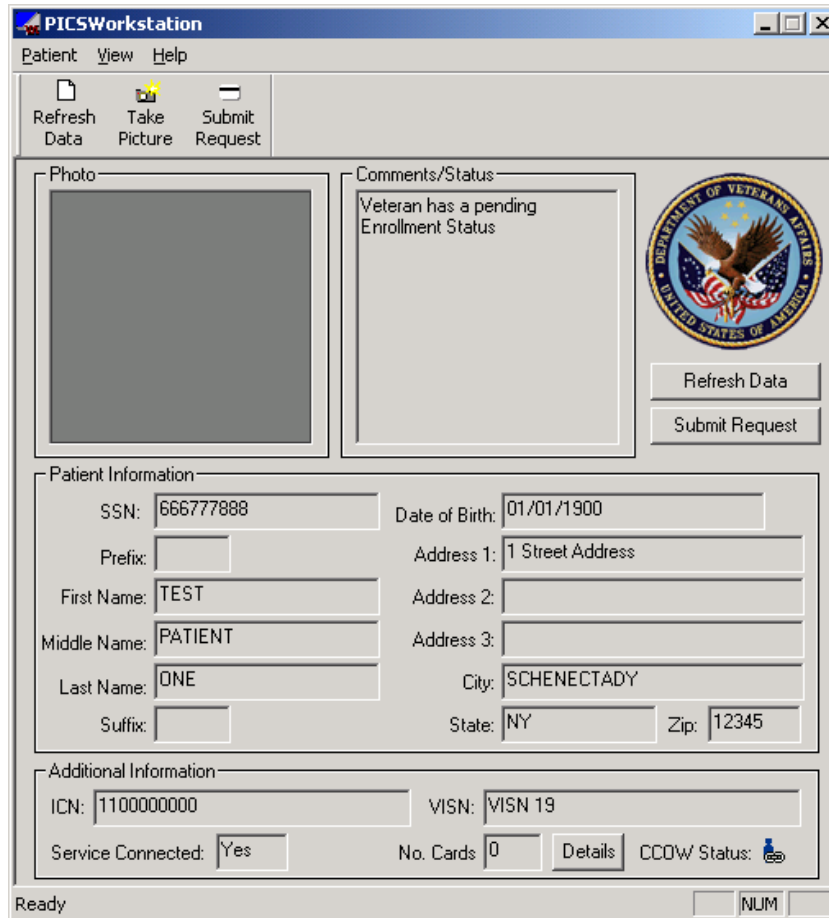 PICSWorkstation
Patient View Help
Refresh Data
Take Picture
Submit Request
Photo
Comments/Status
Veteran has a pending
Enrollment Status
DEPARTMENT OF VETERANS AFFAIRS
UNITED STATES OF AMERICA
Refresh Data
Submit Request
Patient Information
SSN: 666777888
Date of Birth: 01/01/1900
Prefix:
Address 1: 1 Street Address
First Name: TEST
Address 2:
Middle Name: PATIENT
Address 3:
Last Name: ONE
City: SCHENECTADY
Suffix:
State: NY Zip: 12345
Additional Information
ICN: 1100000000 VISN: VISN 19
Service Connected: Yes No. Cards 0 Details CCOW Status:
Ready NUM